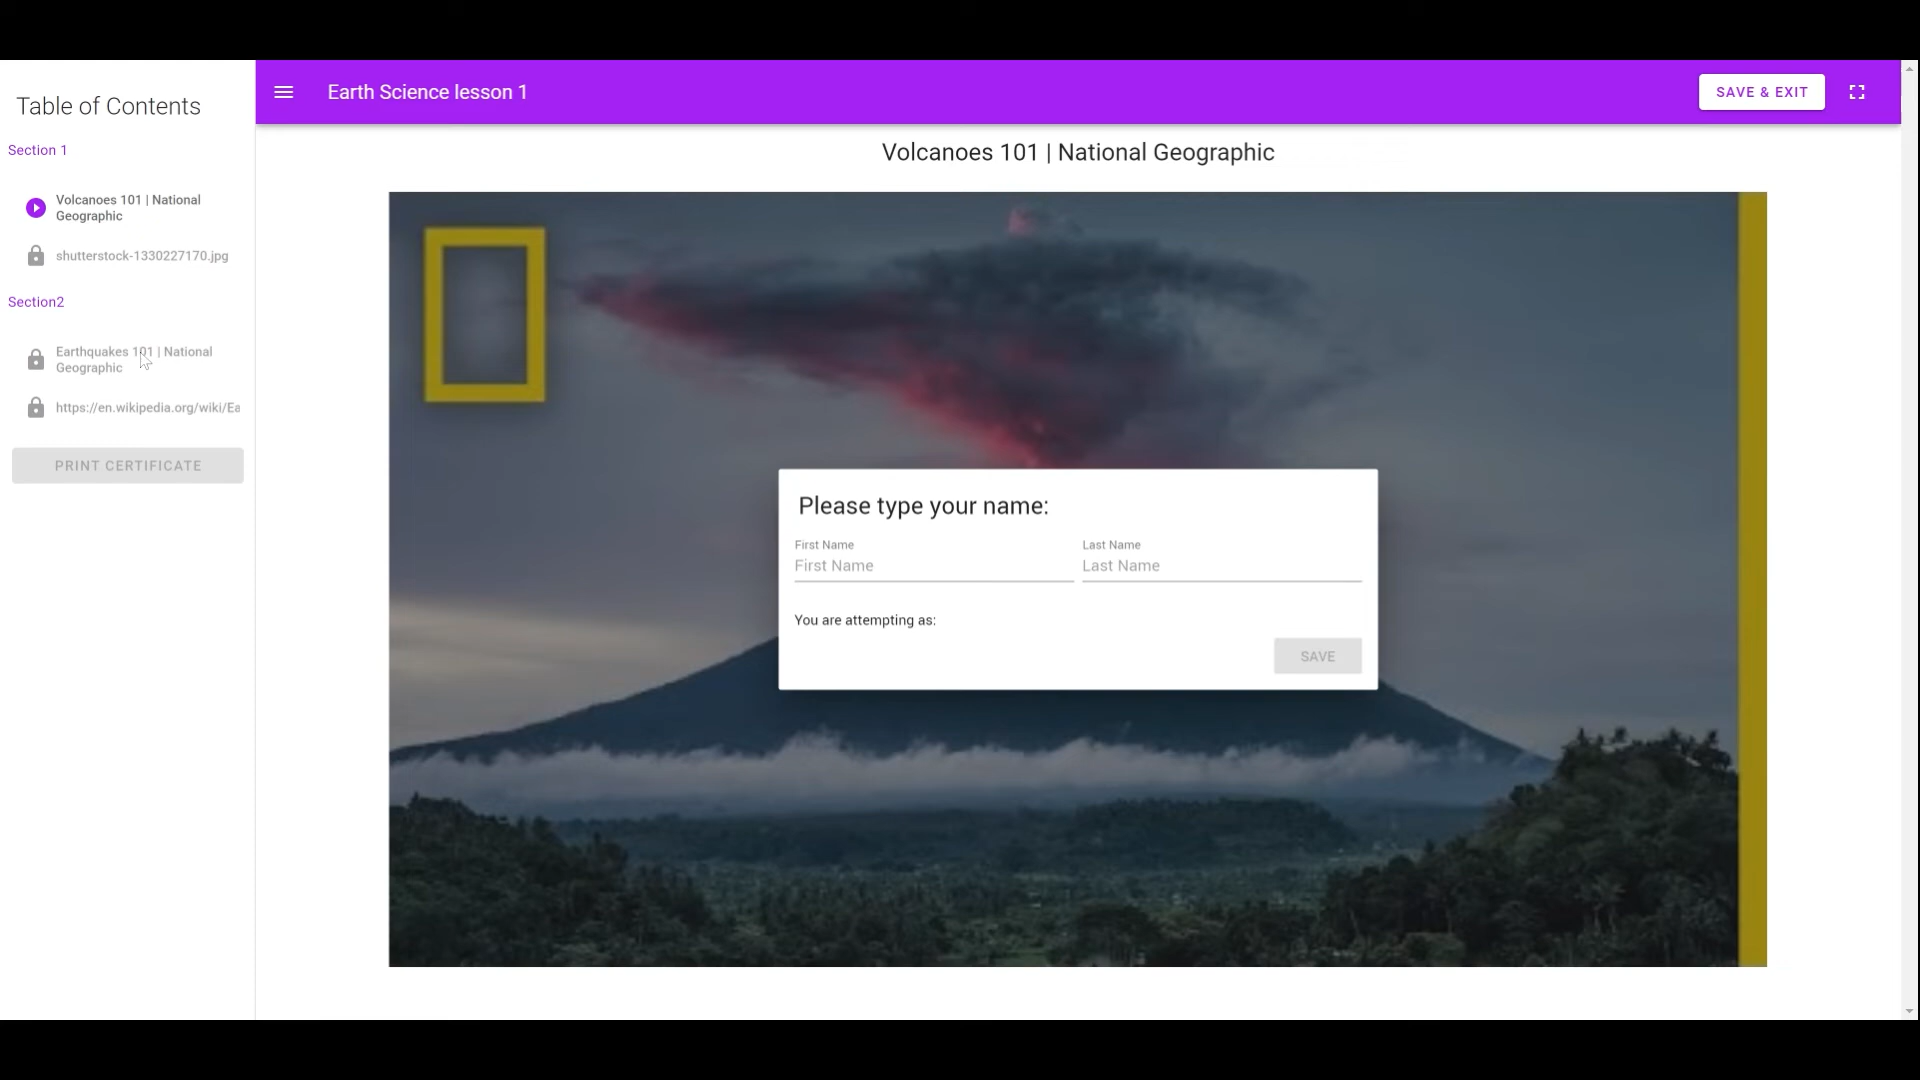 Table of Contents
Section 1
Volcanoes 101 | National
Geographic
shutterstock-1330227170.jpg
Section2
Earthquakes 101 | National
Geographic
https://en.wikipedia.org/wiki/Ea
PRINT CERTIFICATE
Earth Science lesson 1
SAVE & EXIT
Volcanoes 101 | National Geographic
Please type your name:
First Name
Last Name
First Name
Last Name
You are attempting as:
SAVE